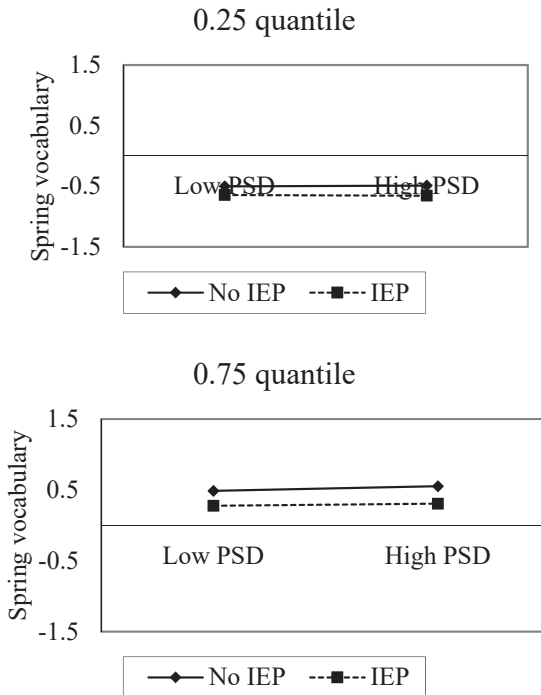 0.25 quantile
1.5
0.5
-0.5
-1.5
Spring vocabulary
Low PSD
High PSD
No IEP
IEP
0.75 quantile
1.5
0.5
-0.5
-1.5
Spring vocabulary
Low PSD
High PSD
No IEP
IEP